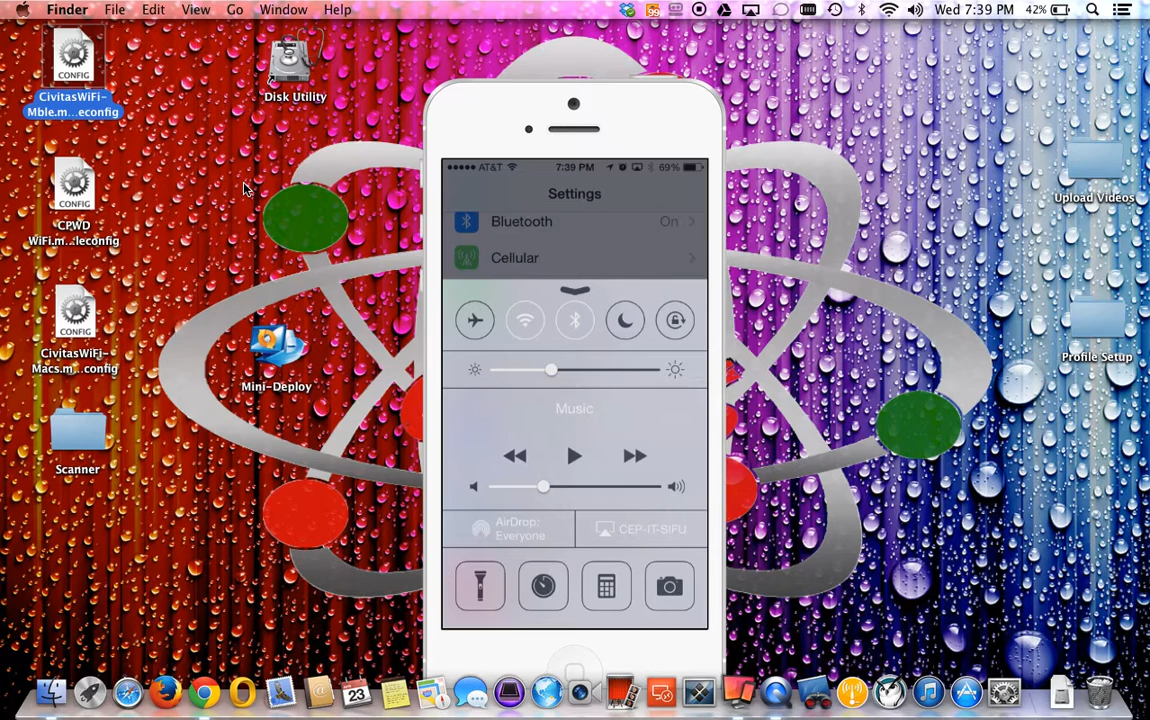 Finder File Edit View Go Window Help
99
Wed 7:39 PM 42%
CONFIG
CivitasWiFi-
Mble.m...econfig
Disk Utility
CONFIG
CPWD
WiFi.m...leconfig
CONFIG
CivitasWiFi-
Macs.m...config
Mini-Deploy
Scanner
Upload Videos
Profile Setup
AT&T 7:39 PM 69%
Settings
Bluetooth On
Cellular
Music
AirDrop:
Everyone
CEP-IT-SIFU
23